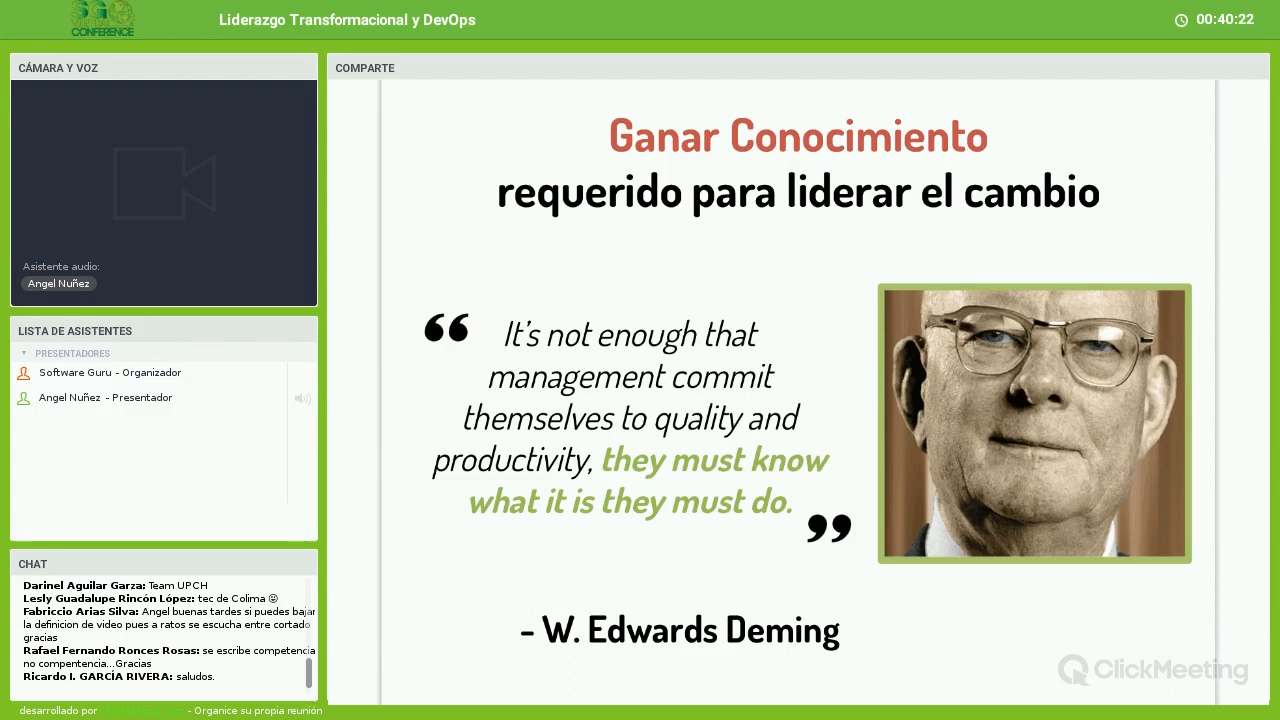 SG
VIRTUAL
CONFERENCE
Liderazgo Transformacional y DevOps
00:40:22
CÁMARA Y VOZ
Asistente audio:
Angel Nuñez
LISTA DE ASISTENTES
PRESENTADORES
Software Guru - Organizador
Angel Nuñez - Presentador
CHAT
Darinel Aguilar Garza: Team UPCH
Lesly Guadalupe Rincón López: tec de Colima
Fabriccio Arias Silva: Angel buenas tardes si puedes bajar
la definicion de video pues a ratos se escucha entre cortado
gracias
Rafael Fernando Ronces Rosas: se escribe competencia
no compentencia...Gracias
Ricardo I. GARCÍA RIVERA: saludos.
desarrollado por - Organice su propia reunión
COMPARTE
Ganar Conocimiento
requerido para liderar el cambio
“ It’s not enough that
management commit
themselves to quality and
productivity, they must know
what it is they must do. ”
- W. Edwards Deming
ClickMeeting